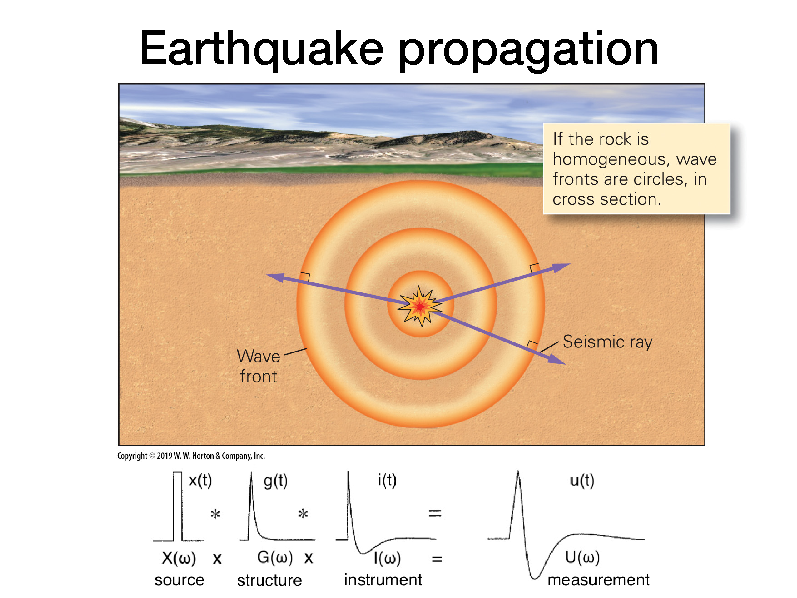 Earthquake propagation
If the rock is
homogeneous, wave
fronts are circles, in
cross section.
Seismic ray
Wave
front
Copyright © 2019 W. W. Norton & Company, Inc.
x(t) g(t) i(t) u(t)
* * =
X(ω) x G(ω) x I(ω) = U(ω)
source structure instrument measurement